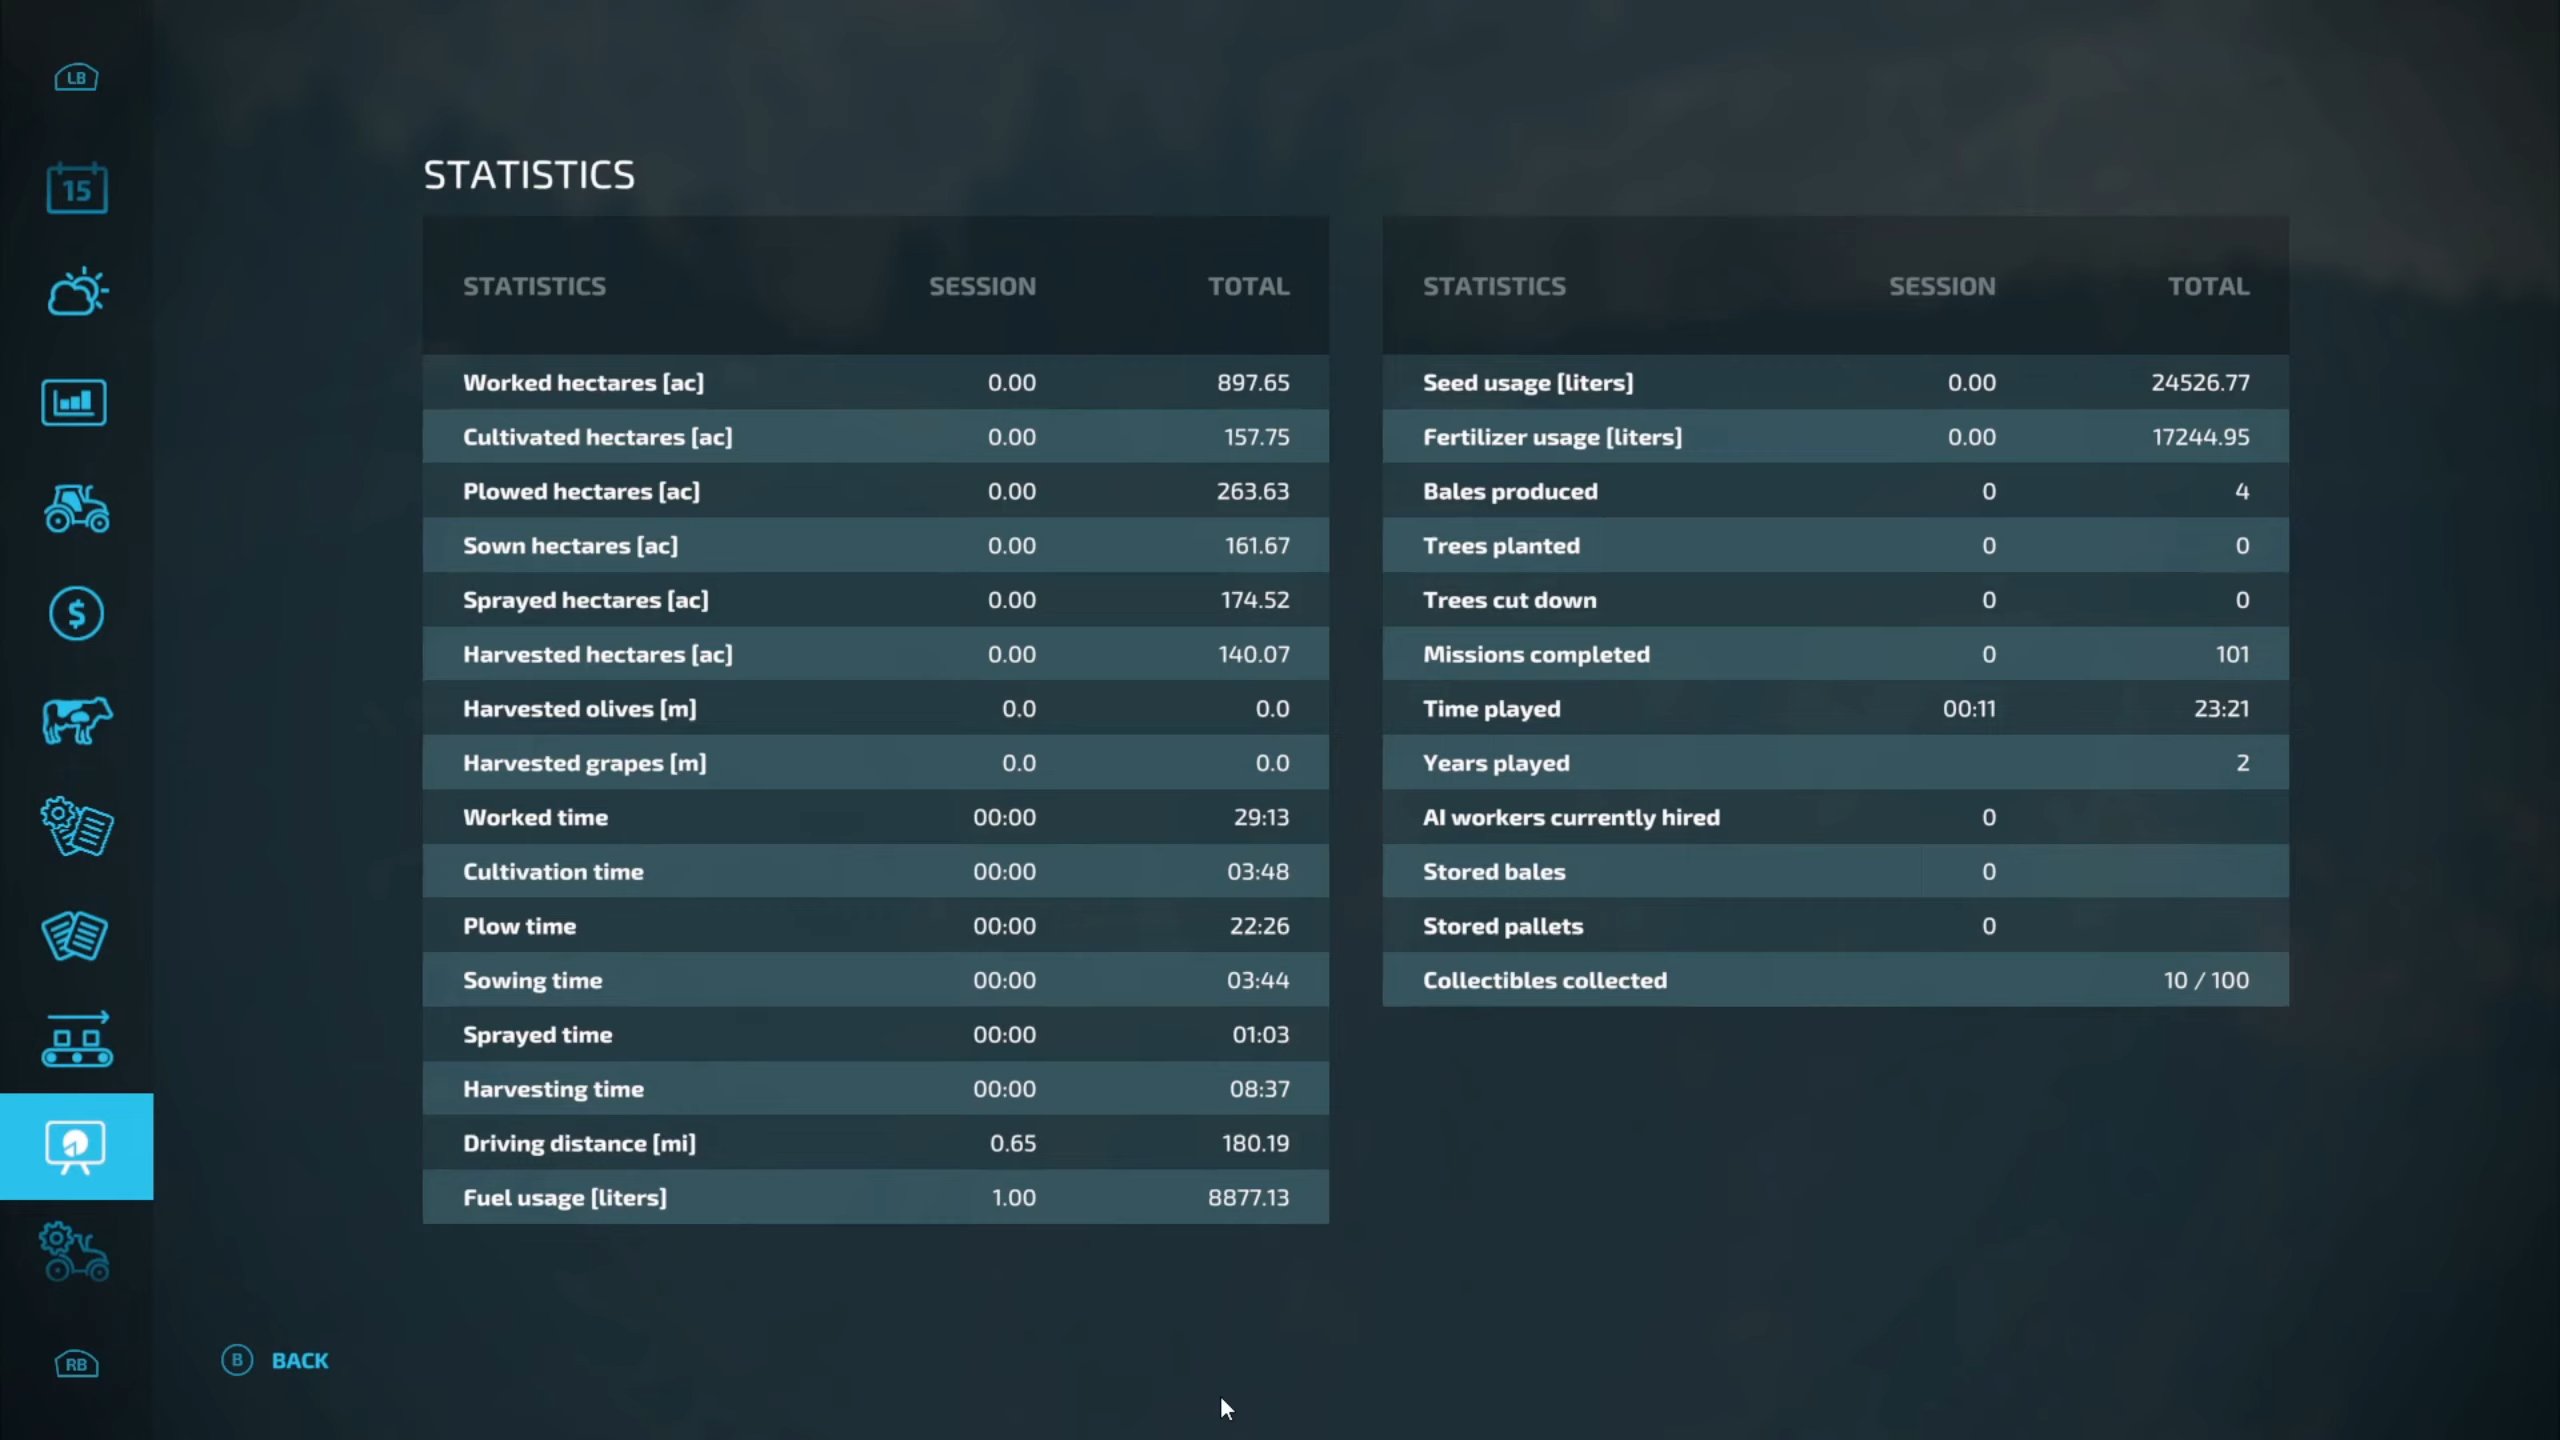 LB
15
STATISTICS
STATISTICS SESSION TOTAL
Worked hectares [ac] 0.00 897.65
Cultivated hectares [ac] 0.00 157.75
Plowed hectares [ac] 0.00 263.63
Sown hectares [ac] 0.00 161.67
Sprayed hectares [ac] 0.00 174.52
Harvested hectares [ac] 0.00 140.07
Harvested olives [m] 0.0 0.0
Harvested grapes [m] 0.0 0.0
Worked time 00:00 29:13
Cultivation time 00:00 03:48
Plow time 00:00 22:26
Sowing time 00:00 03:44
Sprayed time 00:00 01:03
Harvesting time 00:00 08:37
Driving distance [mi] 0.65 180.19
Fuel usage [liters] 1.00 8877.13
STATISTICS SESSION TOTAL
Seed usage [liters] 0.00 24526.77
Fertilizer usage [liters] 0.00 17244.95
Bales produced 0 4
Trees planted 0 0
Trees cut down 0 0
Missions completed 0 101
Time played 00:11 23:21
Years played 2
AI workers currently hired 0
Stored bales 0
Stored pallets 0
Collectibles collected 10 / 100
$
RB
B BACK